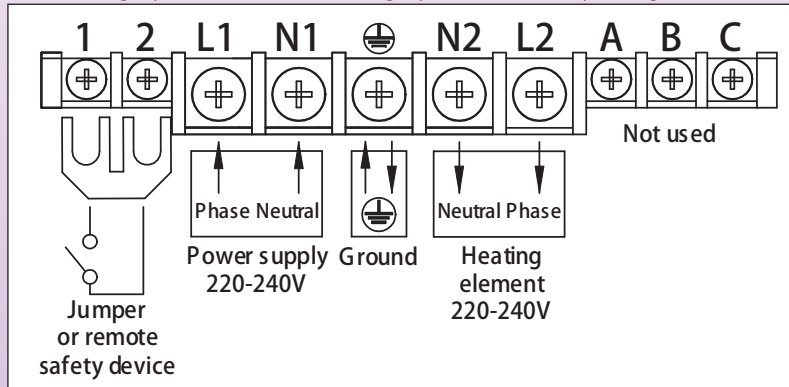 1 2 L1 N1 N2 L2 A B C
Not used
Phase Neutral
Neutral Phase
Power supply
220-240V
Ground
Heating
element
220-240V
Jumper
or remote
safety device